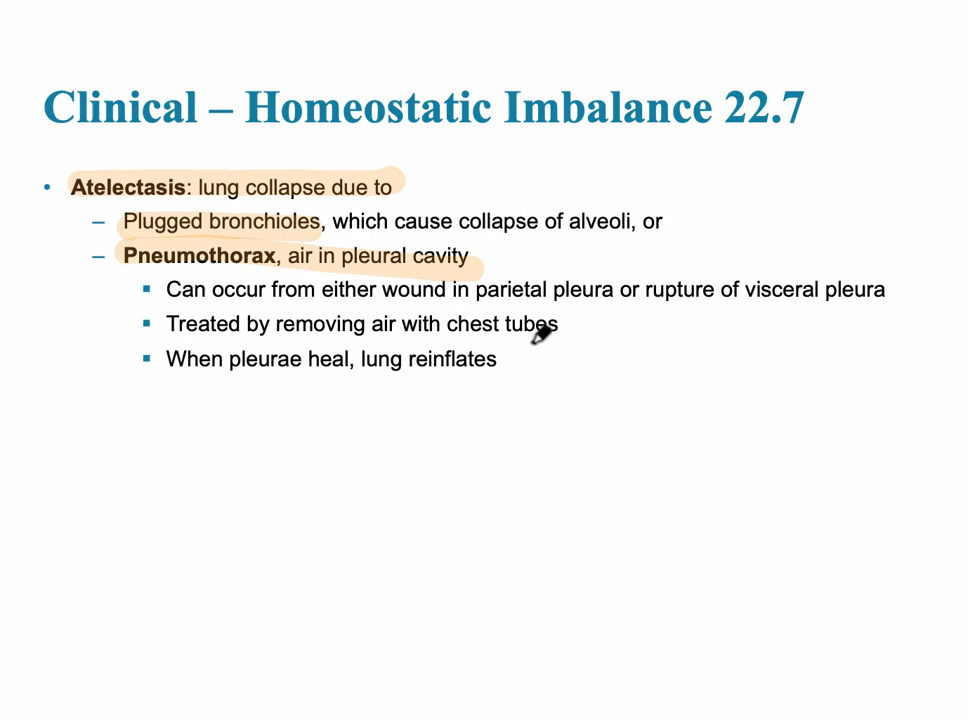 Clinical – Homeostatic Imbalance 22.7
• Atelectasis: lung collapse due to
– Plugged bronchioles, which cause collapse of alveoli, or
– Pneumothorax, air in pleural cavity
▪ Can occur from either wound in parietal pleura or rupture of visceral pleura
▪ Treated by removing air with chest tubes
▪ When pleurae heal, lung reinflates